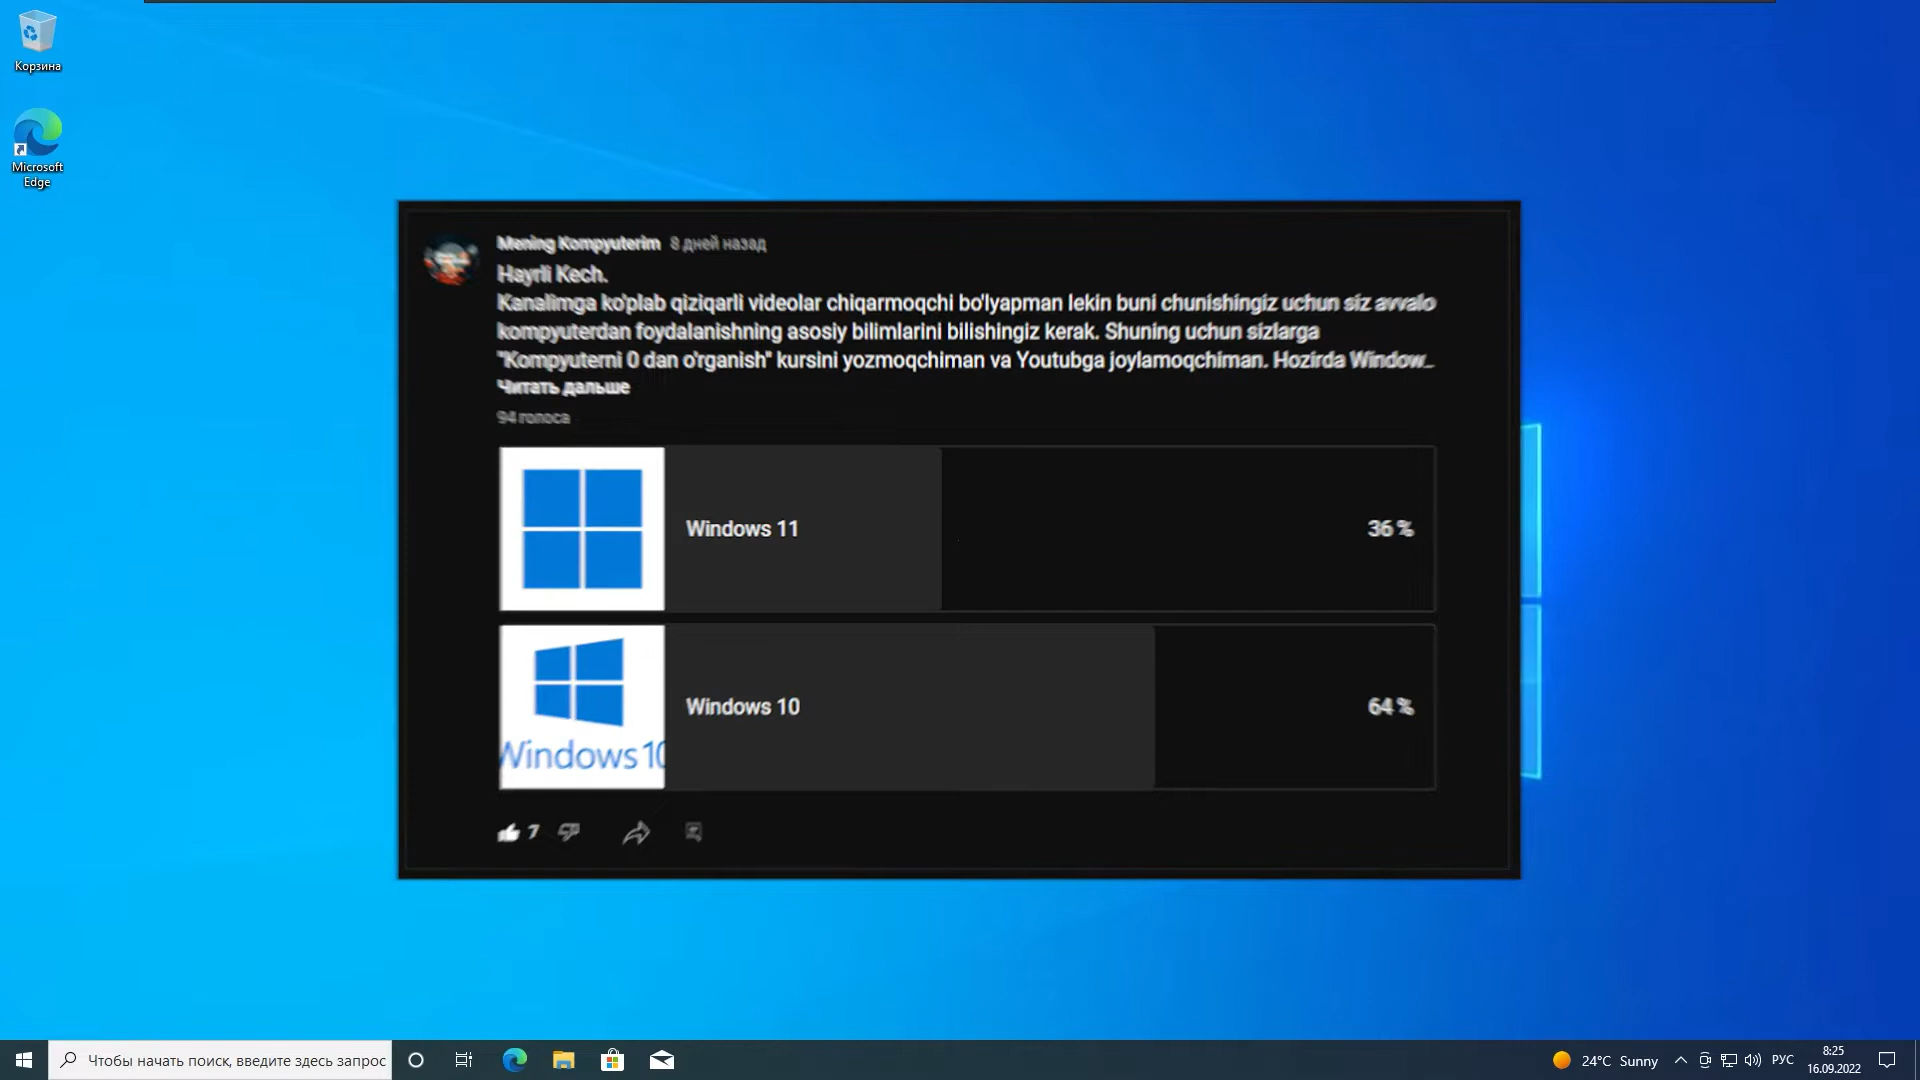 Корзина
Microsoft
Edge
Mening Kompyuterim 8 дней назад
Hayrli Kech.
Kanalimga ko'plab qiziqarli videolar chiqarmoqchi bo'lyapman lekin buni chunishingiz uchun siz avvalo
kompyuterdan foydalanishning asosiy bilimlarini bilishingiz kerak. Shuning uchun sizlarga
"Kompyuterni 0 dan o'rganish" kursini yozmoqchiman va Youtubga joylamoqchiman. Hozirda Window...
Читать дальше
94 голоса
Windows 11
36 %
Windows 10
Windows 10
64 %
7
Чтобы начать поиск, введите здесь запрос
24°C Sunny
РУС
8:25
16.09.2022